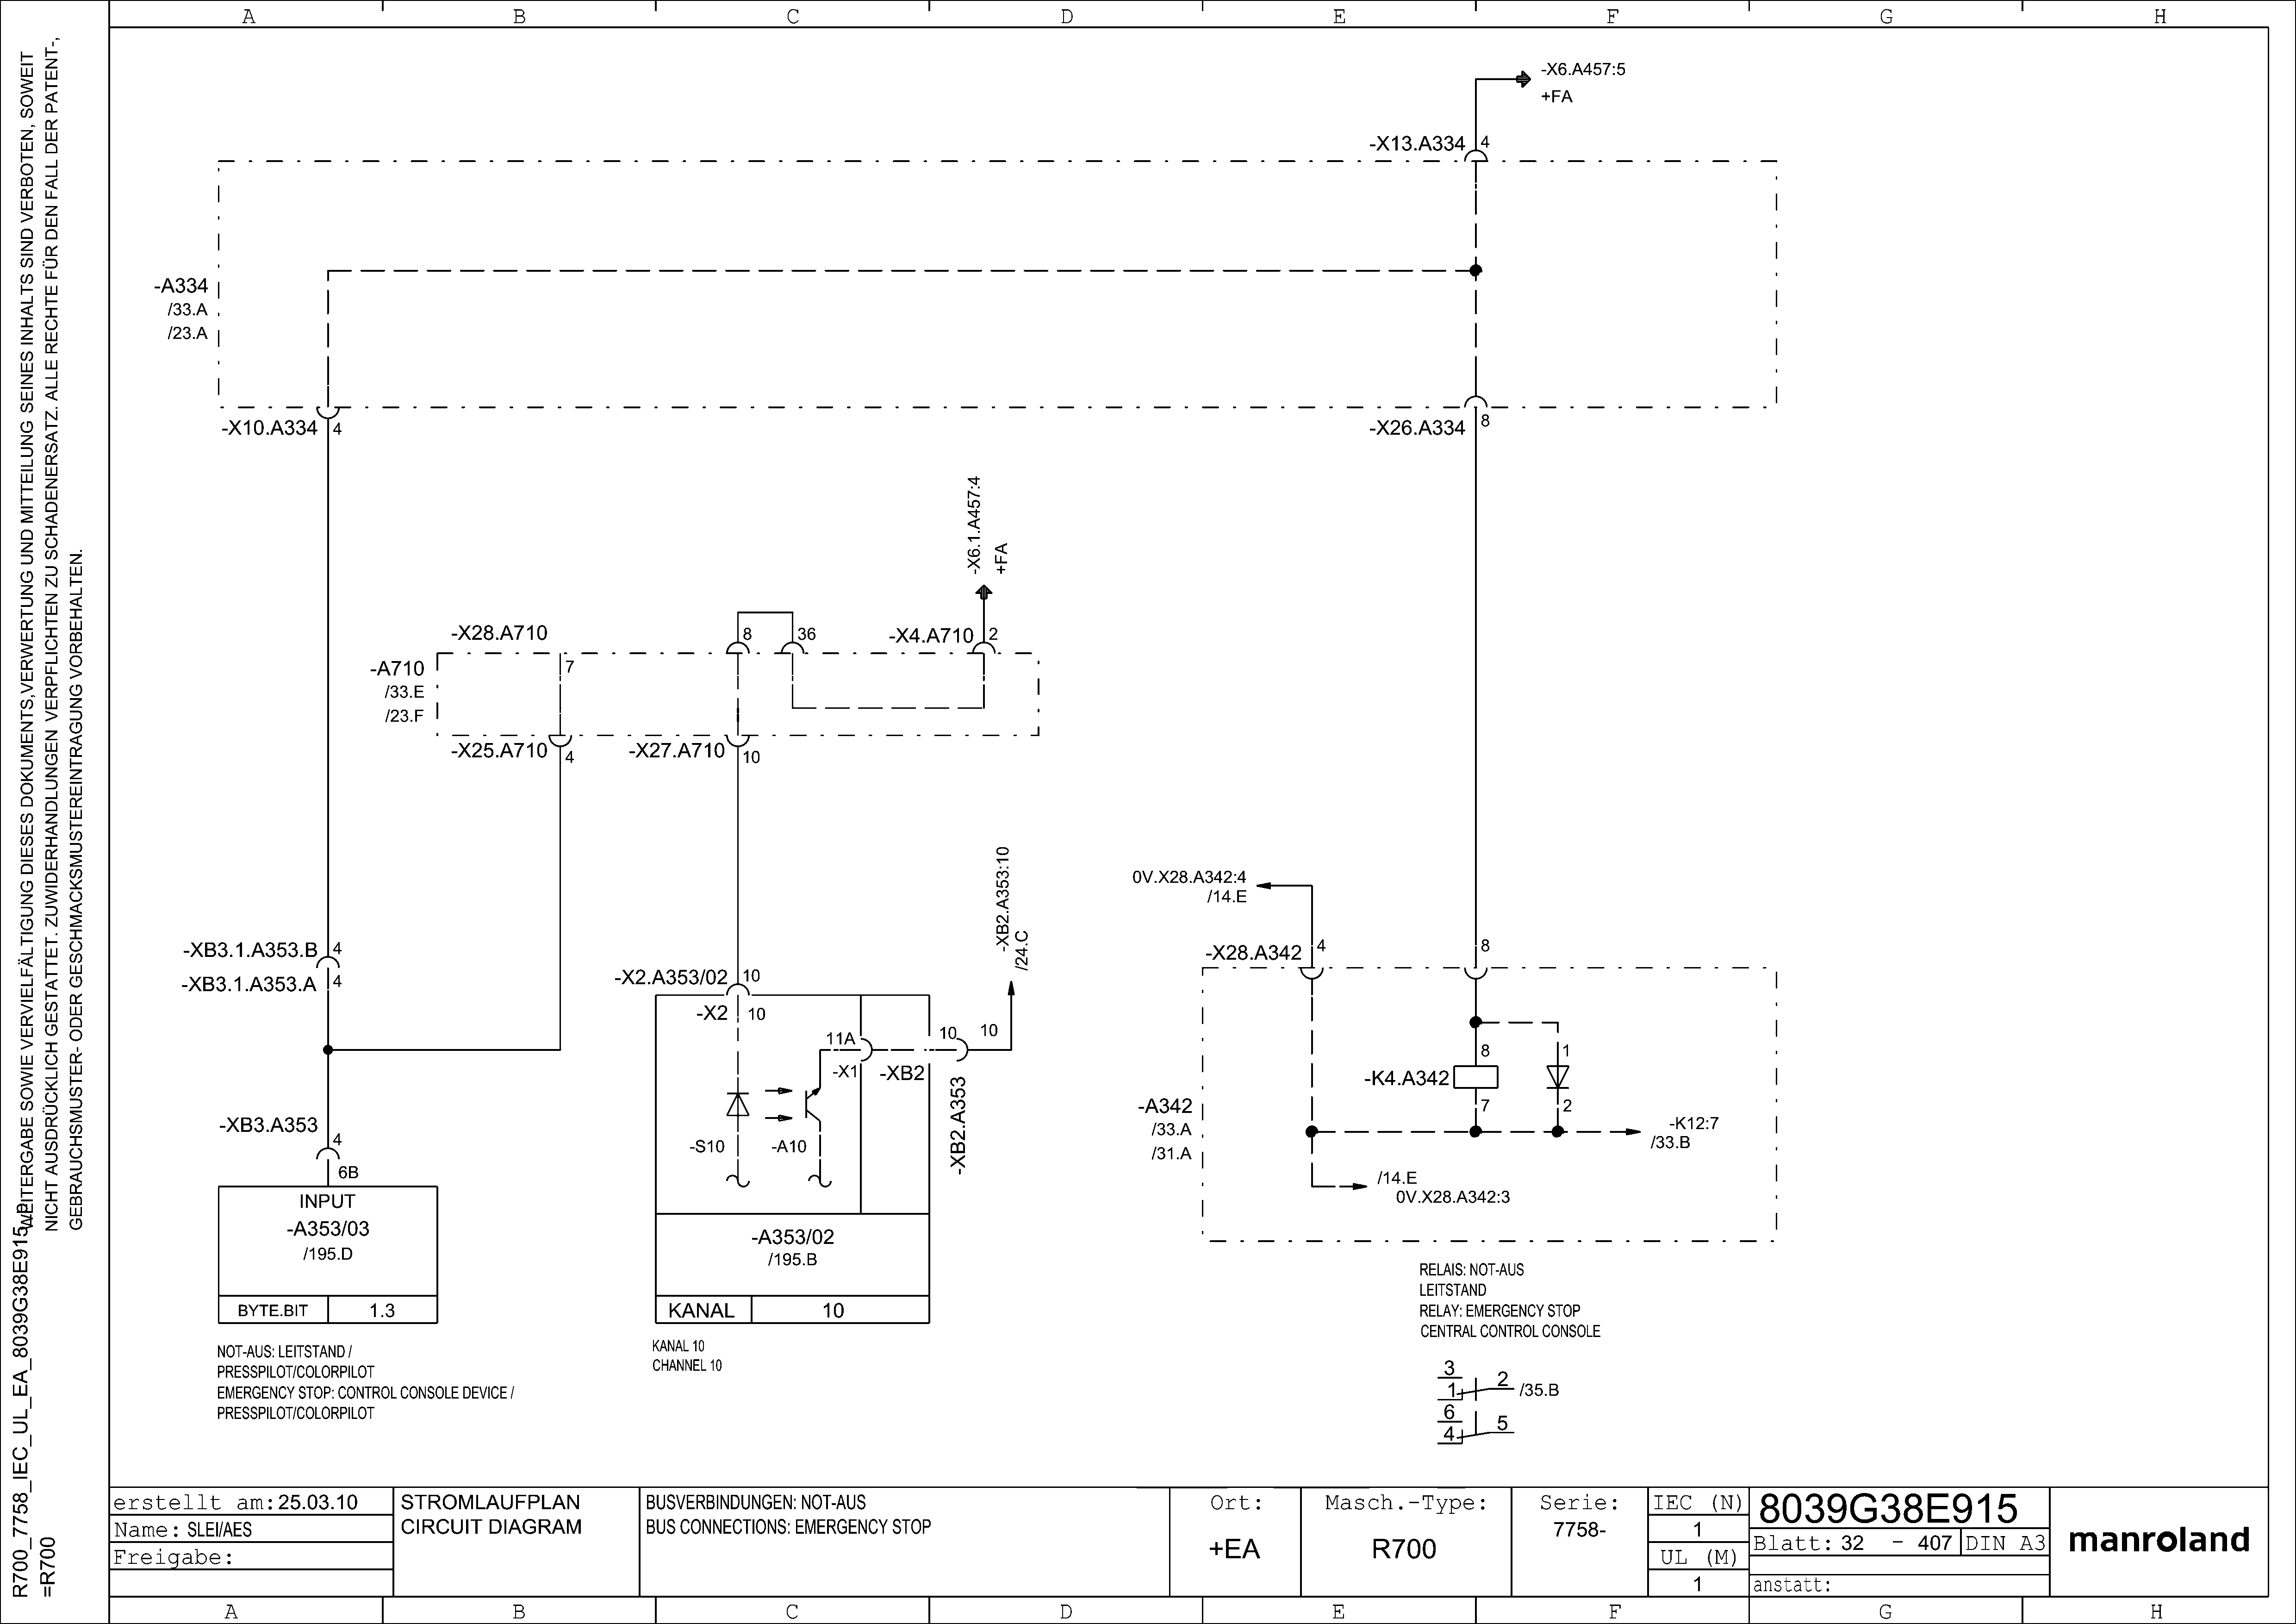 A B C D E F G H
-X6.A457:5
+FA
-X13.A334 4
-A334
/33.A
/23.A
-X10.A334 4
-X26.A334 8
-X6.1.A457:4
+FA
-X28.A710 8 36 -X4.A710 2
-A710 7
/33.E
/23.F
-X25.A710 4 -X27.A710 10
-XB2.A353:10
/24.C
0V.X28.A342:4
/14.E
-XB3.1.A353.B 4
-XB3.1.A353.A 4
-X2.A353/02 10
-X2 10
-X28.A342 4 8
11A 10 10
-X1 -XB2
-XB2.A353
8 1
-K4.A342
7 2
-A342
/33.A
/31.A
-K12:7
/33.B
-XB3.A353
4
6B
-S10 -A10
/14.E
0V.X28.A342:3
INPUT
-A353/03
/195.D
BYTE.BIT 1.3
-A353/02
/195.B
KANAL 10
NOT-AUS: LEITSTAND /
PRESSPILOT/COLORPILOT
EMERGENCY STOP: CONTROL CONSOLE DEVICE /
PRESSPILOT/COLORPILOT
KANAL 10
CHANNEL 10
RELAIS: NOT-AUS
LEITSTAND
RELAY: EMERGENCY STOP
CENTRAL CONTROL CONSOLE
3
1 2 /35.B
6
4 5
WEITERGABE SOWIE VERVIELFÄLTIGUNG DIESES DOKUMENTS,VERWERTUNG UND MITTEILUNG SEINES INHALTS SIND VERBOTEN, SOWEIT
NICHT AUSDRÜCKLICH GESTATTET. ZUWIDERHANDLUNGEN VERPFLICHTEN ZU SCHADENERSATZ. ALLE RECHTE FÜR DEN FALL DER PATENT-,
GEBRAUCHSMUSTER- ODER GESCHMACKSMUSTEREINTRAGUNG VORBEHALTEN.
R700_7758_IEC_UL_EA_8039G38E915
=R700
erstellt am: 25.03.10
Name: SLEI/AES
Freigabe:
STROMLAUFPLAN
CIRCUIT DIAGRAM
BUSVERBINDUNGEN: NOT-AUS
BUS CONNECTIONS: EMERGENCY STOP
Ort:
+EA
Masch.-Type:
R700
Serie:
7758-
IEC (N)
1
UL (M)
1
8039G38E915
Blatt: 32 - 407 DIN A3
anstatt:
manroland
A B C D E F G H